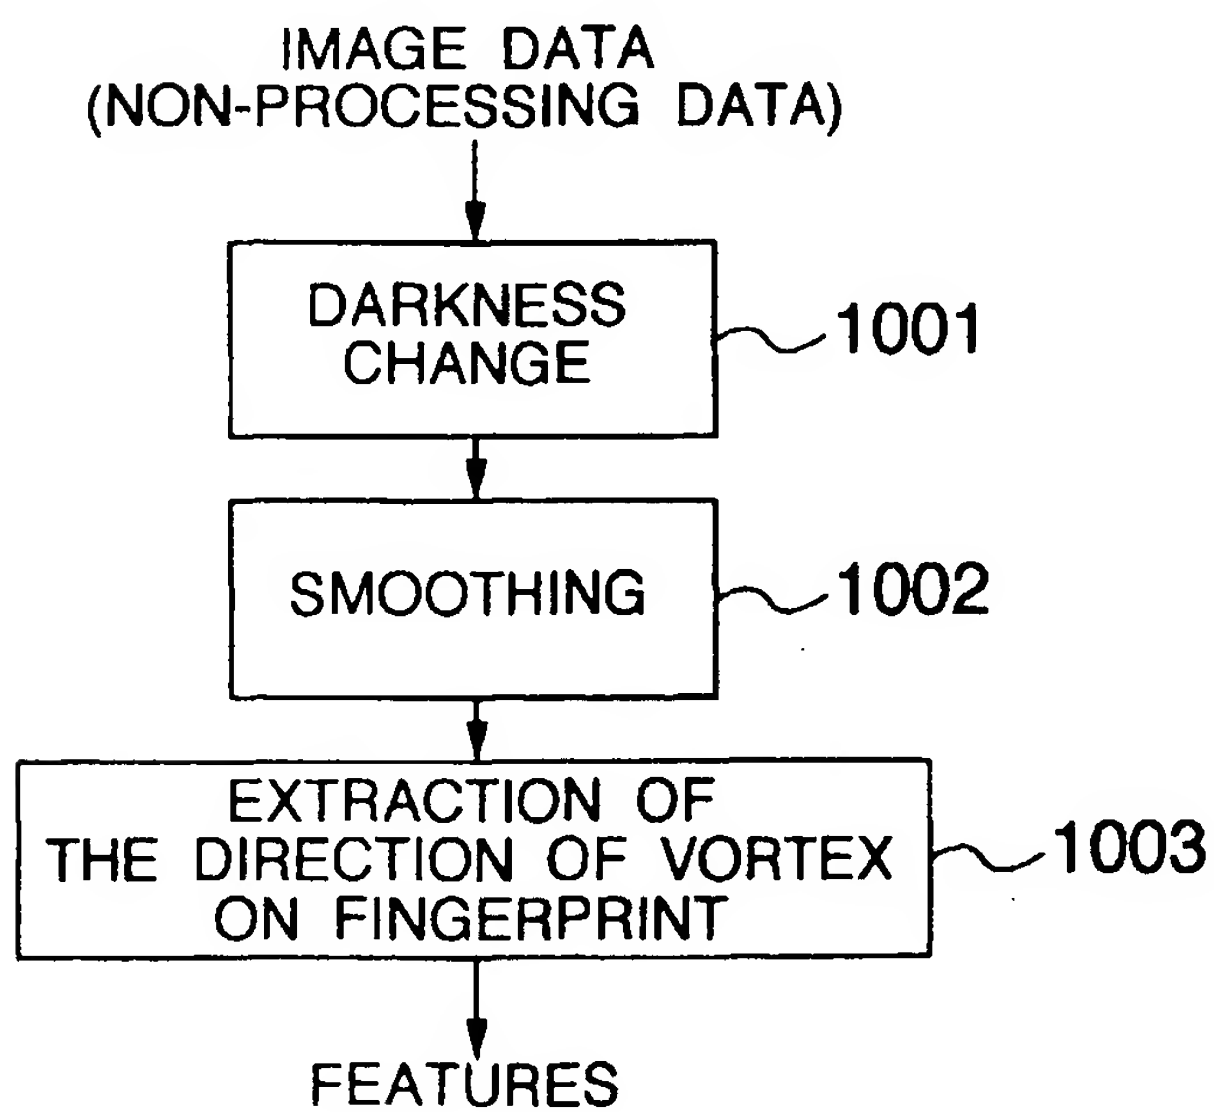 IMAGE DATA
(NON-PROCESSING DATA)
DARKNESS
CHANGE
1001
SMOOTHING
1002
EXTRACTION OF
THE DIRECTION OF VORTEX
ON FINGERPRINT
1003
FEATURES